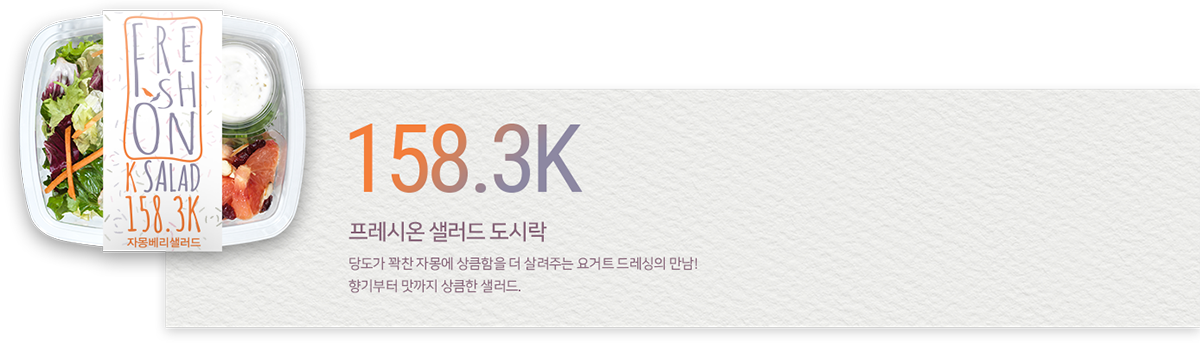 FRE
SH
ON
K-SALAD
158.3K
자몽베리샐러드
158.3K
프레시온 샐러드 도시락
당도가 꽉찬 자몽에 상큼함을 더 살려주는 요거트 드레싱의 만남!
향기부터 맛까지 상큼한 샐러드.